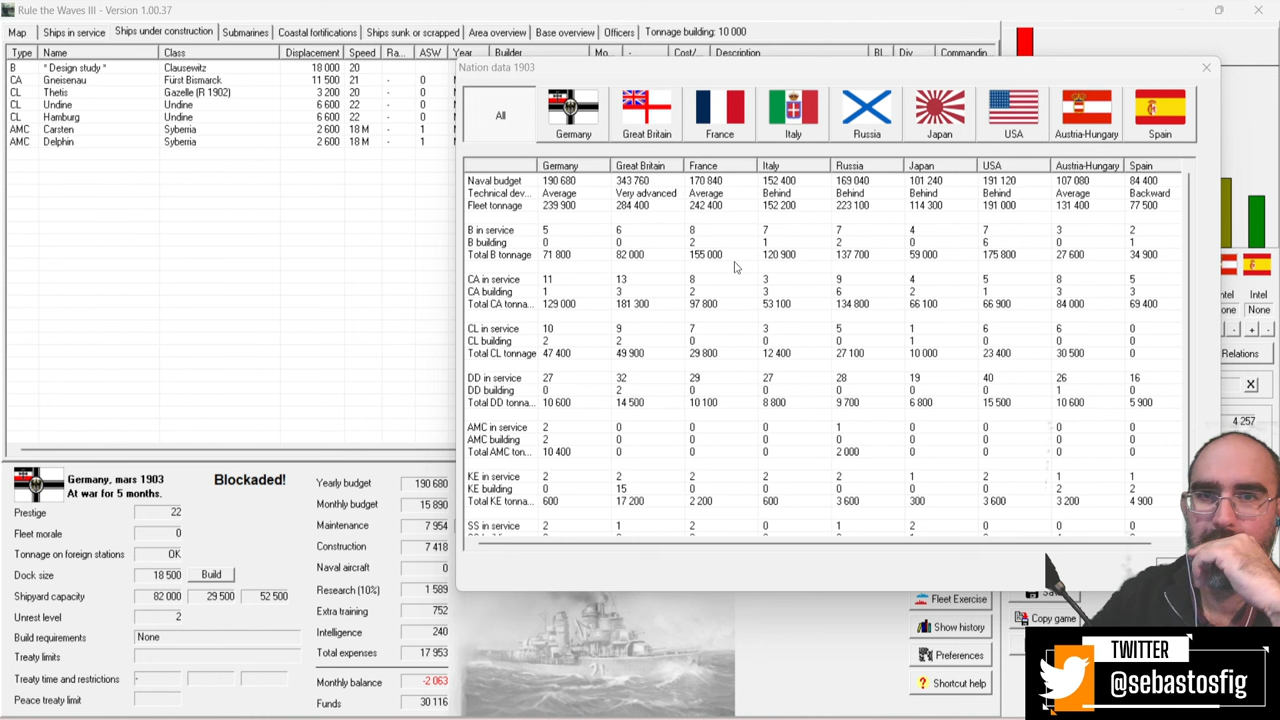 Rule the Waves III - Version 1.00.37
Map Ships in service Ships under construction Submarines Coastal fortifications Ships sunk or scrapped Area overview Base overview Officers Tonnage building: 10 000
Type Name Class Displacement Speed Ra... ASW Year Builder Mo... - Cost/ Description BL Div Commandin
B * Design study * Clausewitz 18 000 20
CA Gneisenau Fürst Bismarck 11 500 21 - 0
CL Thetis Gazelle (R 1902) 3 200 20 - 0
CL Undine Undine 6 600 22 - 0
CL Hamburg Undine 6 600 22 - 0
AMC Carsten Syberria 2 600 18 M - 1
AMC Delphin Syberria 2 600 18 M - 1
Nation data 1903
All Germany Great Britain France Italy Russia Japan USA Austria-Hungary Spain
Germany Great Britain France Italy Russia Japan USA Austria-Hungary Spain
Naval budget 190 680 343 760 170 840 152 400 169 040 101 240 191 120 107 080 84 400
Technical dev... Average Very advanced Average Behind Behind Behind Behind Average Backward
Fleet tonnage 239 900 284 400 242 400 152 200 223 100 114 300 191 000 131 400 77 500
B in service 5 6 8 7 7 4 7 3 2
B building 0 0 2 1 2 0 6 0 1
Total B tonnage 71 800 82 000 155 000 120 900 137 700 59 000 175 800 27 600 34 900
CA in service 11 13 8 3 9 4 5 8 5
CA building 1 3 2 3 6 2 1 3 3
Total CA tonna... 129 000 181 300 97 800 53 100 134 800 66 100 66 900 84 000 69 400
CL in service 10 9 7 3 5 1 6 6 0
CL building 2 2 0 0 0 1 0 0 0
Total CL tonnage 47 400 49 900 29 800 12 400 27 100 10 000 23 400 30 500 0
DD in service 27 32 29 27 28 19 40 26 16
DD building 0 2 0 0 0 0 0 1 0
Total DD tonna... 10 600 14 500 10 100 8 800 9 700 6 800 15 500 10 600 5 900
AMC in service 2 0 0 0 1 0 0 0 0
AMC building 2 0 0 0 0 0 0 0 0
Total AMC ton... 10 400 0 0 0 2 000 0 0 0 0
KE in service 2 2 2 2 2 1 2 1 1
KE building 0 15 0 0 0 0 0 2 2
Total KE tonna... 600 17 200 2 200 600 3 600 300 3 600 3 200 4 900
SS in service 2 1 2 0 1 2 0 0 0
Intel
None
+ -
Relations
X
4 257
Germany, mars 1903
At war for 5 months.
Blockaded!
Prestige 22
Fleet morale 0
Tonnage on foreign stations OK
Dock size 18 500 Build
Shipyard capacity 82 000 29 500 52 500
Unrest level 2
Build requirements None
Treaty limits
Treaty time and restrictions -
Peace treaty limit
Yearly budget 190 680
Monthly budget 15 890
Maintenance 7 954
Construction 7 418
Naval aircraft 0
Research (10%) 1 589
Extra training 752
Intelligence 240
Total expenses 17 953
Monthly balance -2 063
Funds 30 116
Fleet Exercise
Show history
Preferences
Shortcut help
Copy game
TWITTER
@sebastosfig